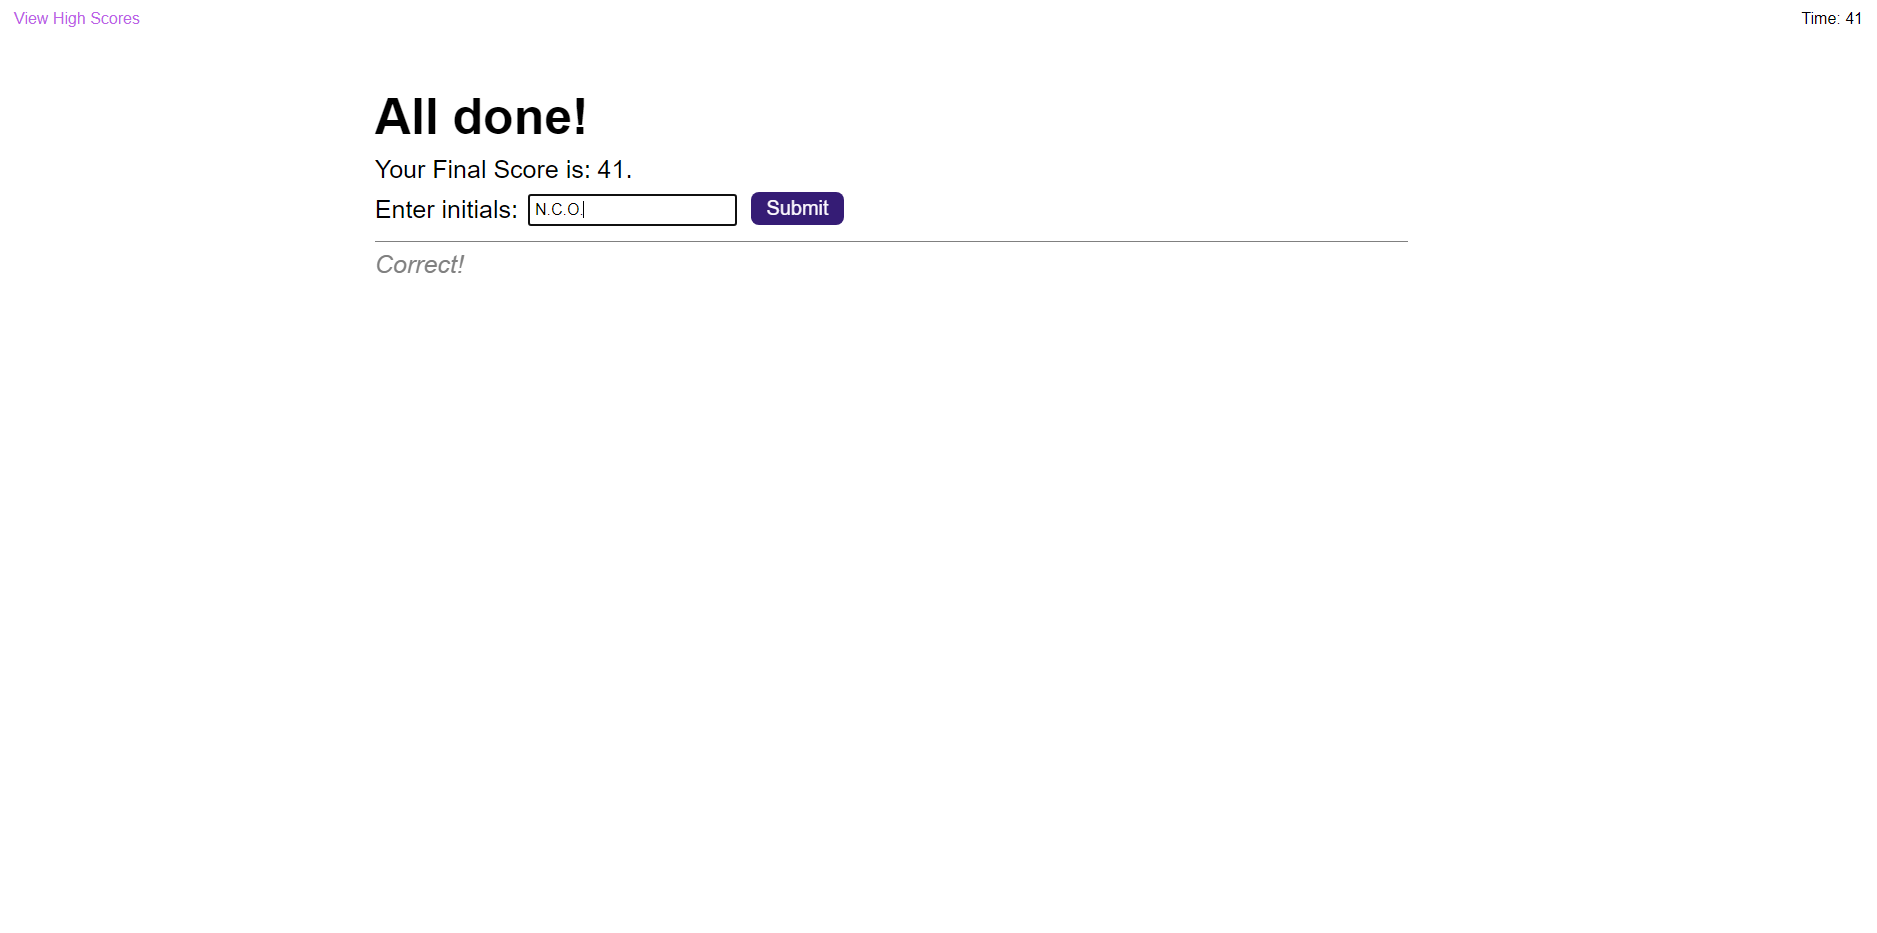 View High Scores
Time: 41
All done!
Your Final Score is: 41.
Enter initials: N.C.O. Submit
Correct!